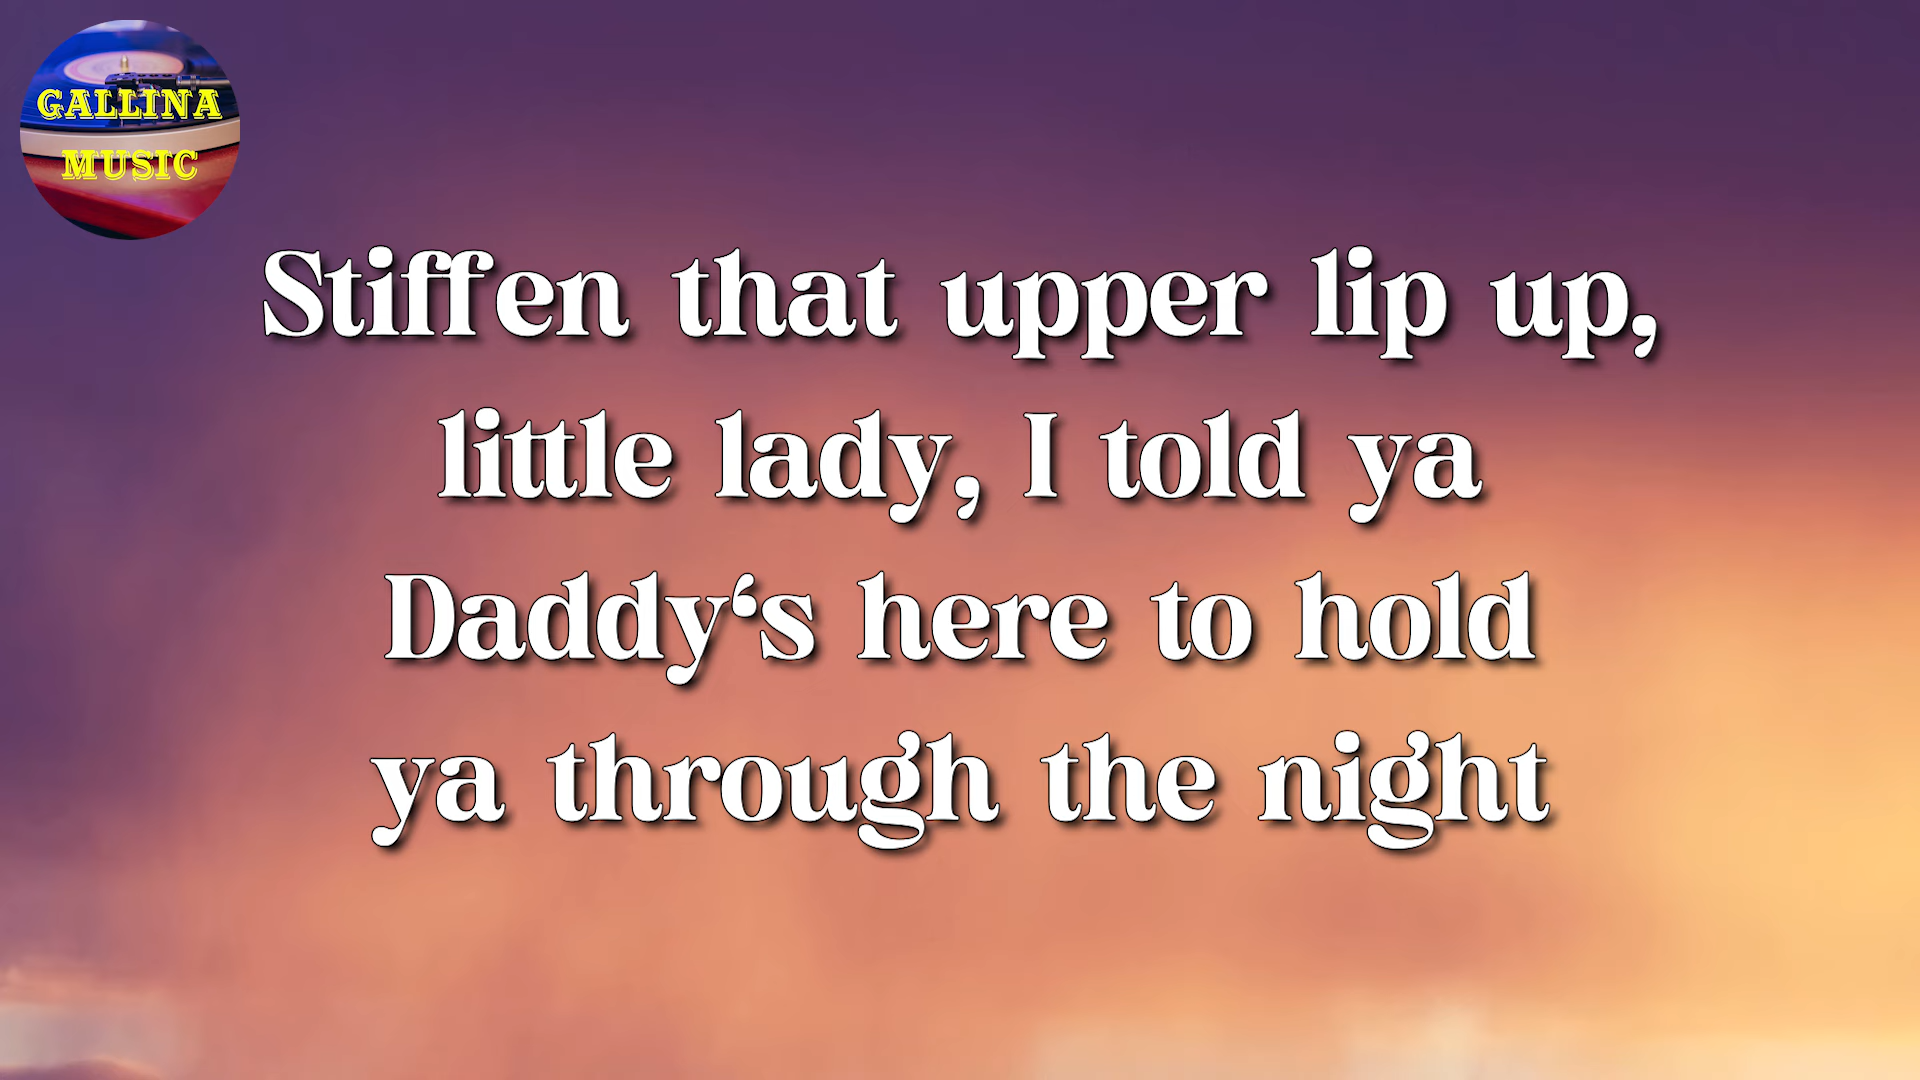 GALLINA
MUSIC
Stiffen that upper lip up,
little lady, I told ya
Daddy‘s here to hold
ya through the night